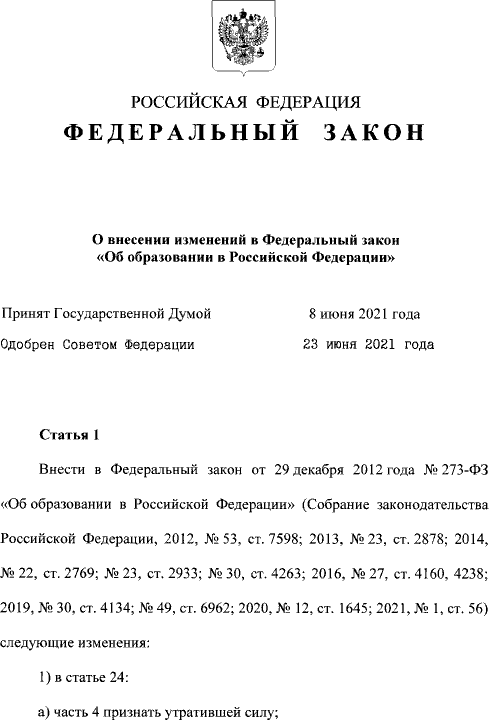 РОССИЙСКАЯ ФЕДЕРАЦИЯ
ФЕДЕРАЛЬНЫЙ ЗАКОН
О внесении изменений в Федеральный закон
«Об образовании в Российской Федерации»
Принят Государственной Думой 8 июня 2021 года
Одобрен Советом Федерации 23 июня 2021 года
Статья 1
Внести в Федеральный закон от 29 декабря 2012 года № 273-ФЗ
«Об образовании в Российской Федерации» (Собрание законодательства
Российской Федерации, 2012, № 53, ст. 7598; 2013, № 23, ст. 2878; 2014,
№ 22, ст. 2769; № 23, ст. 2933; № 30, ст. 4263; 2016, № 27, ст. 4160, 4238;
2019, № 30, ст. 4134; № 49, ст. 6962; 2020, № 12, ст. 1645; 2021, № 1, ст. 56)
следующие изменения:
1) в статье 24:
а) часть 4 признать утратившей силу;